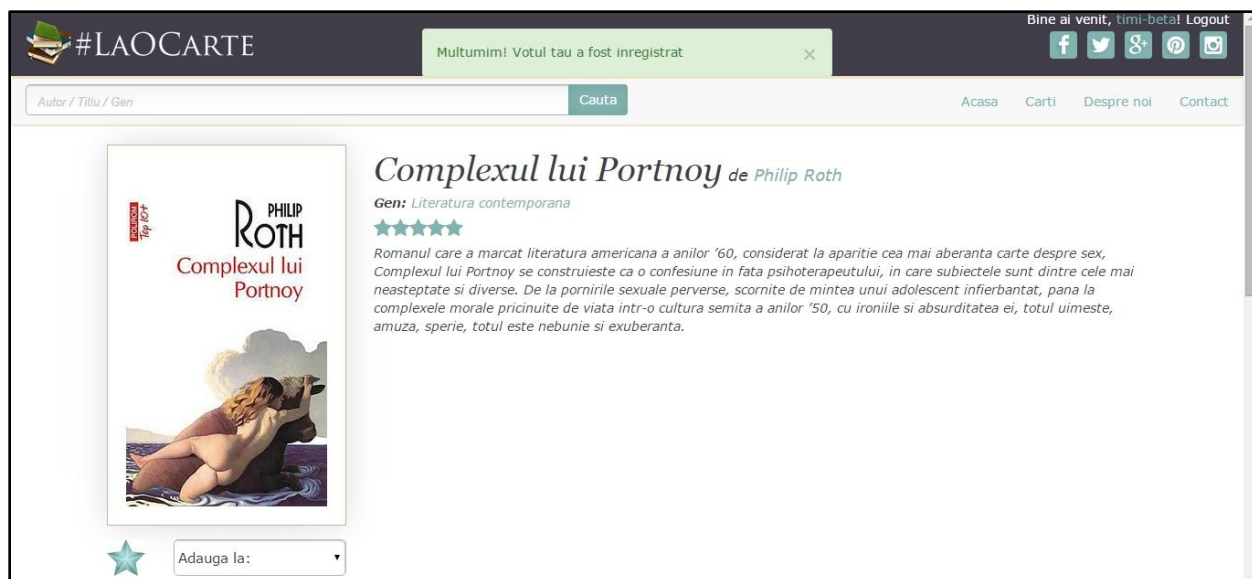 Bine ai venit, timi-beta! Logout
#LAOCARTE
Multumim! Votul tau a fost inregistrat ×
Autor / Titlu / Gen
Cauta
Acasa Carti Despre noi Contact
Complexul lui Portnoy de Philip Roth
Gen: Literatura contemporana
Romanul care a marcat literatura americana a anilor ’60, considerat la aparitie cea mai aberanta carte despre sex,
Complexul lui Portnoy se construieste ca o confesiune in fata psihoterapeutului, in care subiectele sunt dintre cele mai
neasteptate si diverse. De la pornirile sexuale perverse, scornite de mintea unui adolescent infierbantat, pana la
complexele morale pricinuite de viata intr-o cultura semita a anilor ’50, cu ironiile si absurditatea ei, totul uimeste,
amuza, sperie, totul este nebunie si exuberanta.
POLIROM
Top 10+
PHILIP
ROTH
Complexul lui
Portnoy
Adauga la: